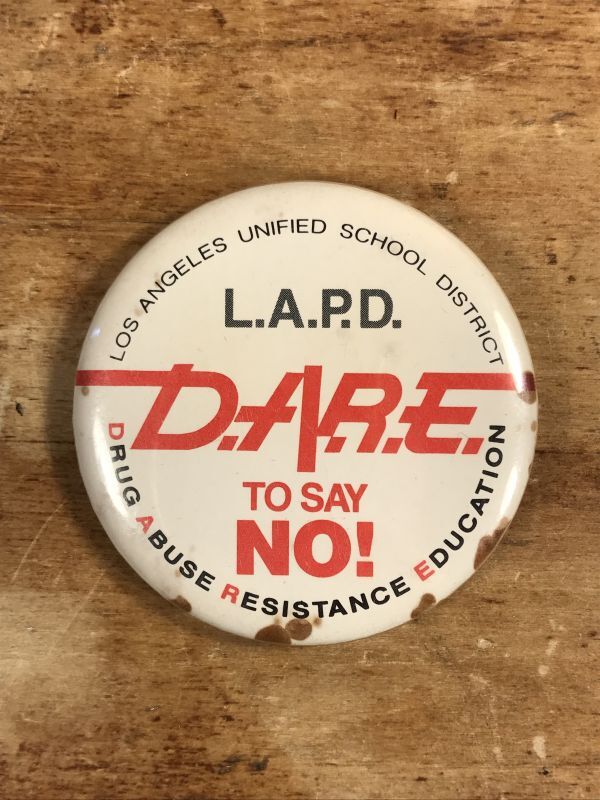 LOS ANGELES UNIFIED SCHOOL DISTRICT
L.A.P.D.
D.A.R.E.
TO SAY
NO!
DRUG ABUSE RESISTANCE EDUCATION